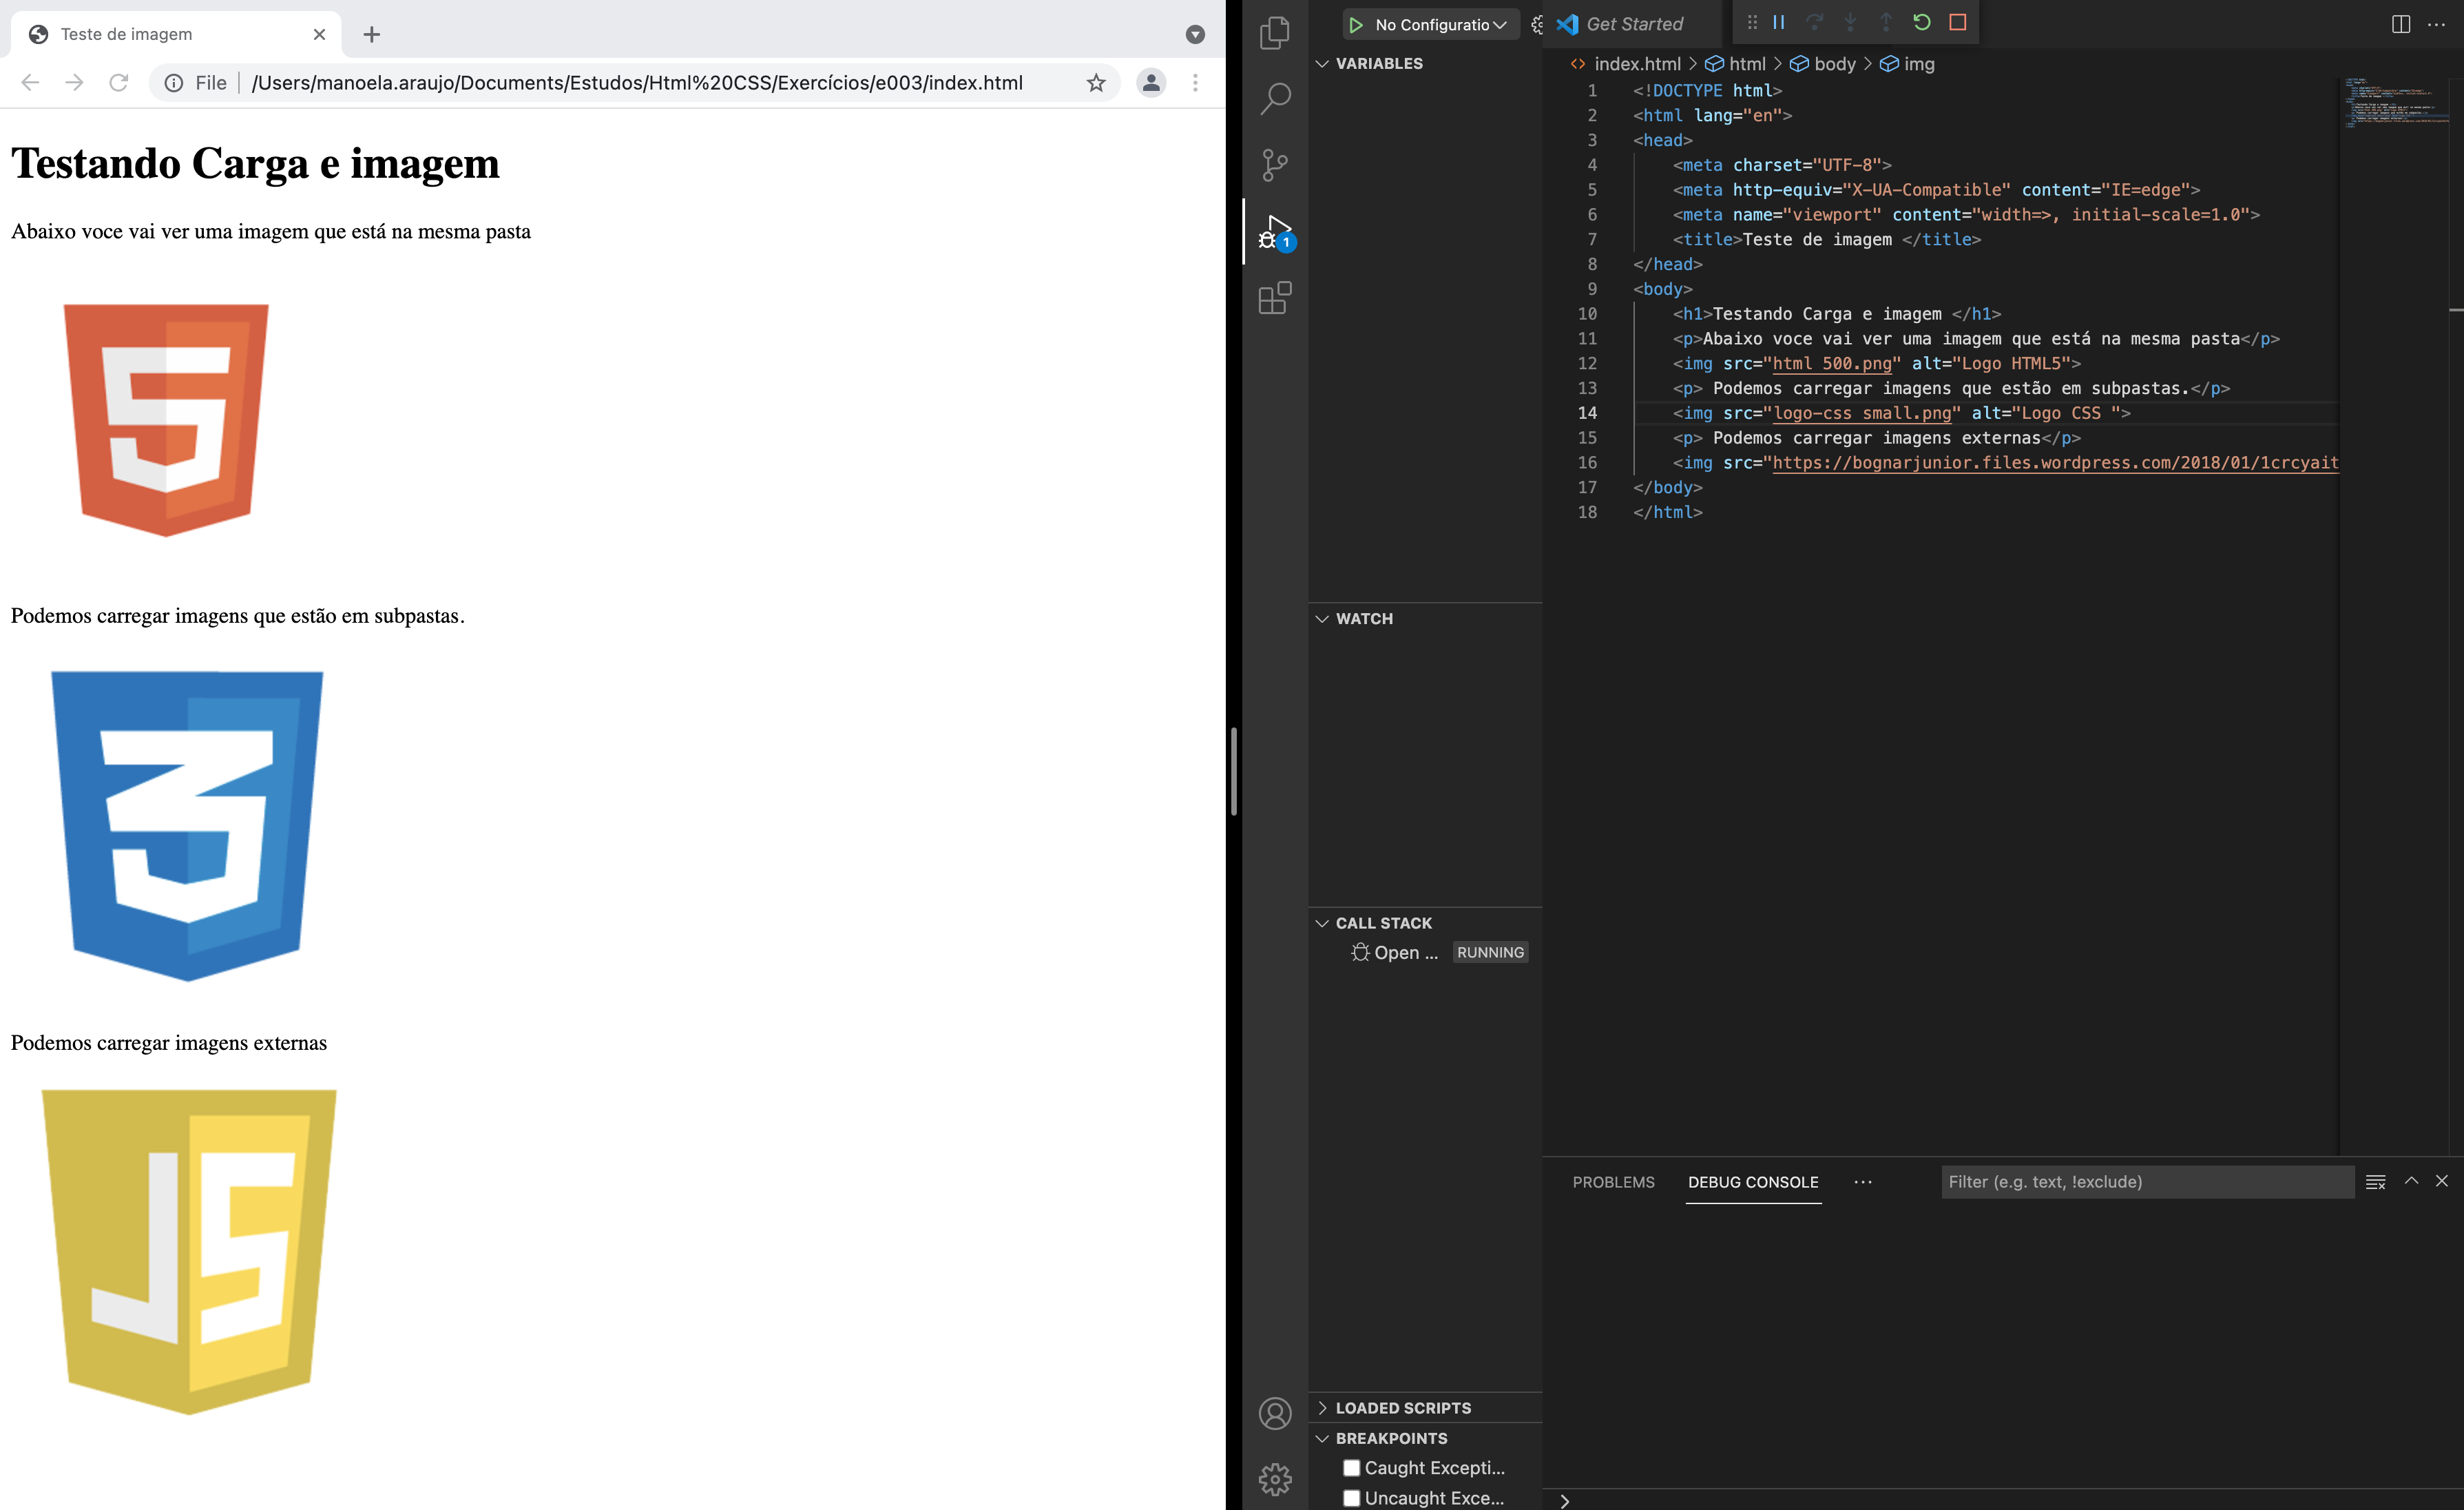 Teste de imagem
File
/Users/manoela.araujo/Documents/Estudos/Html%20CSS/Exercícios/e003/index.html
Testando Carga e imagem
Abaixo voce vai ver uma imagem que está na mesma pasta
5
Podemos carregar imagens que estão em subpastas.
3
Podemos carregar imagens externas
JS
1
No Configuratio
VARIABLES
WATCH
CALL STACK
Open ... RUNNING
LOADED SCRIPTS
BREAKPOINTS
Caught Excepti...
Uncaught Exce...
Get Started
index.html > html > body > img
1 <!DOCTYPE html>
2 <html lang="en">
3 <head>
4 <meta charset="UTF-8">
5 <meta http-equiv="X-UA-Compatible" content="IE=edge">
6 <meta name="viewport" content="width=>, initial-scale=1.0">
7 <title>Teste de imagem </title>
8 </head>
9 <body>
10 <h1>Testando Carga e imagem </h1>
11 <p>Abaixo voce vai ver uma imagem que está na mesma pasta</p>
12 <img src="html 500.png" alt="Logo HTML5">
13 <p> Podemos carregar imagens que estão em subpastas.</p>
14 <img src="logo-css small.png" alt="Logo CSS ">
15 <p> Podemos carregar imagens externas</p>
16 <img src="https://bognarjunior.files.wordpress.com/2018/01/1crcyait
17 </body>
18 </html>
PROBLEMS
DEBUG CONSOLE
...
Filter (e.g. text, !exclude)